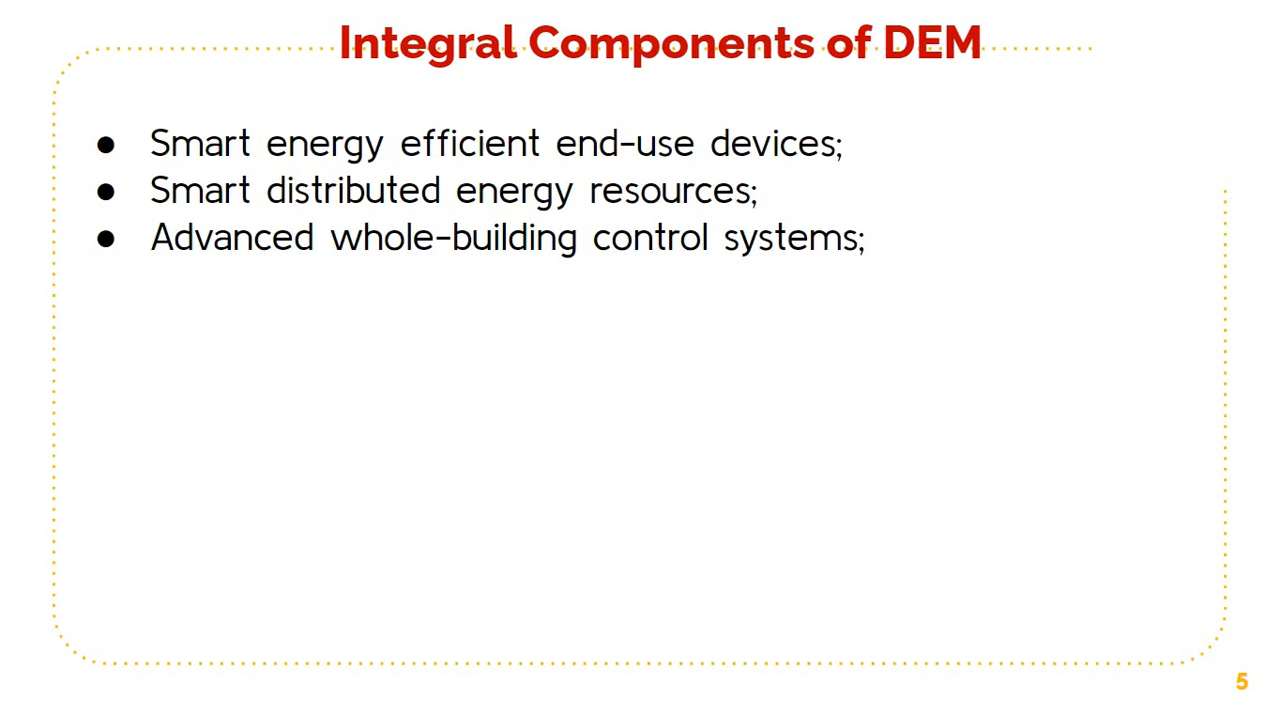 Integral Components of DEM
● Smart energy efficient end-use devices;
● Smart distributed energy resources;
● Advanced whole-building control systems;
5